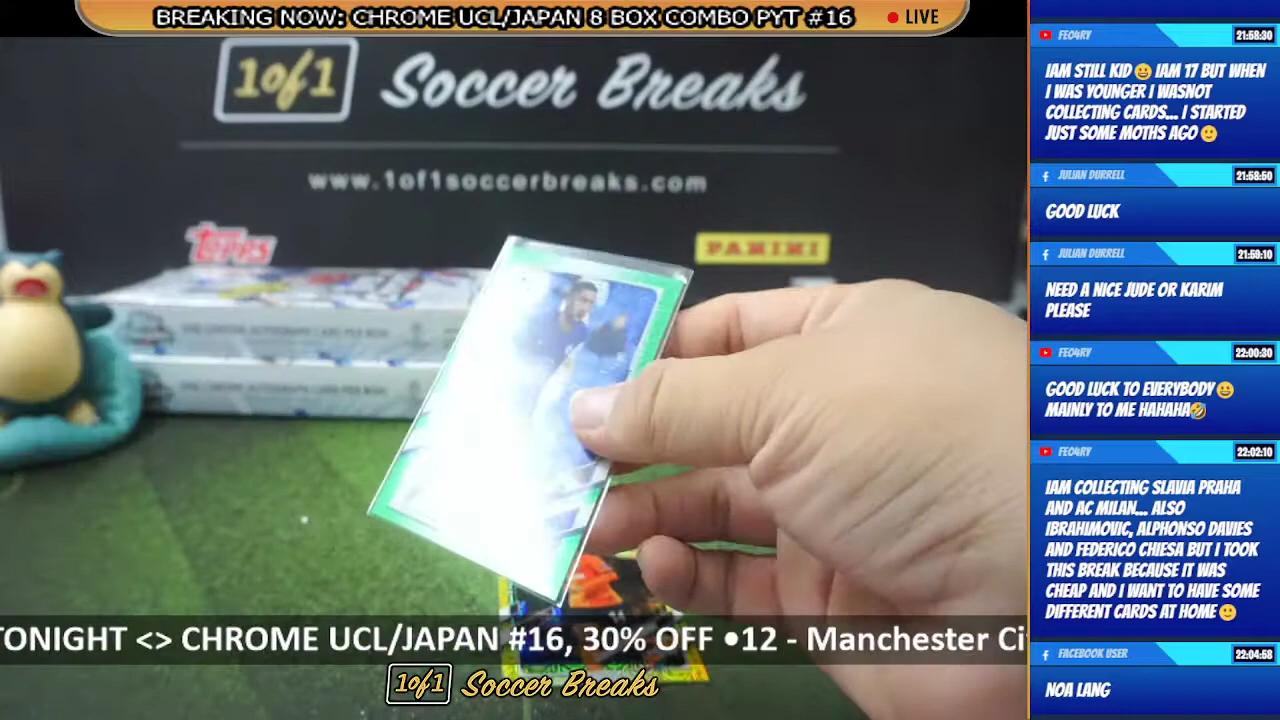 BREAKING NOW: CHROME UCL/JAPAN 8 BOX COMBO PYT #16
LIVE
1of1 Soccer Breaks
www.1of1soccerbreaks.com
Topps
PANINI
TONIGHT <> CHROME UCL/JAPAN #16, 30% OFF •12 - Manchester Ci
1of1 Soccer Breaks
FEO4RY
21:58:30
IAM STILL KID😀 IAM 17 BUT WHEN
I WAS YOUNGER I WASNOT
COLLECTING CARDS... I STARTED
JUST SOME MOTHS AGO🙂
JULIAN DURRELL
21:58:50
GOOD LUCK
JULIAN DURRELL
21:59:10
NEED A NICE JUDE OR KARIM
PLEASE
FEO4RY
22:00:30
GOOD LUCK TO EVERYBODY😀
MAINLY TO ME HAHAHA🤣
FEO4RY
22:02:10
IAM COLLECTING SLAVIA PRAHA
AND AC MILAN... ALSO
IBRAHIMOVIC, ALPHONSO DAVIES
AND FEDERICO CHIESA BUT I TOOK
THIS BREAK BECAUSE IT WAS
CHEAP AND I WANT TO HAVE SOME
DIFFERENT CARDS AT HOME🙂
FACEBOOK USER
22:04:58
NOA LANG